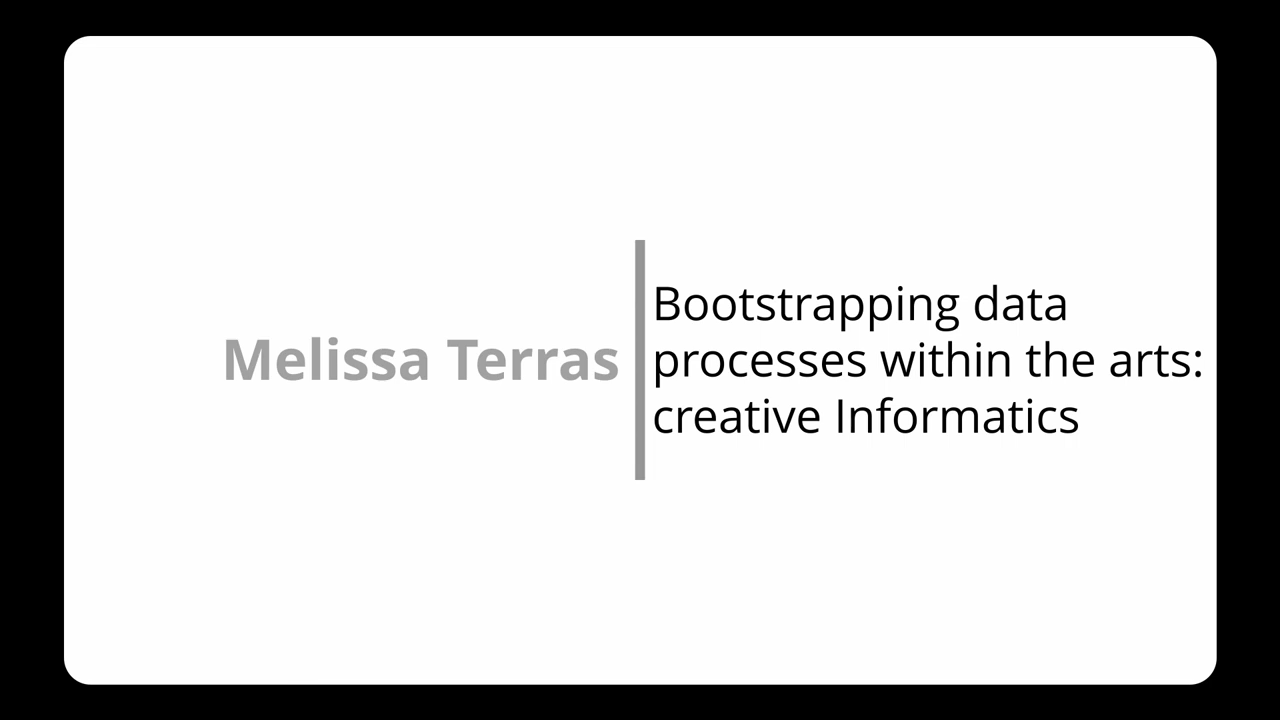 Melissa Terras
Bootstrapping data
processes within the arts:
creative Informatics